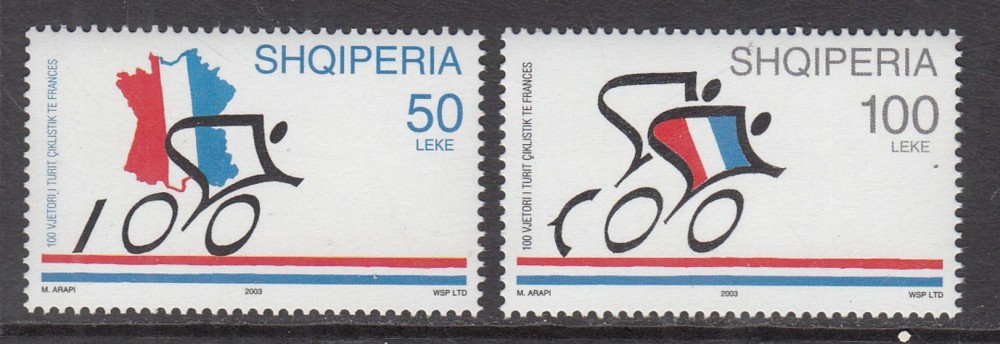 100 VJETORI I TURIT ÇIKLISTIK TE FRANCES
SHQIPERIA
50
LEKE
M. ARAPI 2003 WSP LTD
100 VJETORI I TURIT ÇIKLISTIK TE FRANCES
SHQIPERIA
100
LEKE
M. ARAPI 2003 WSP LTD